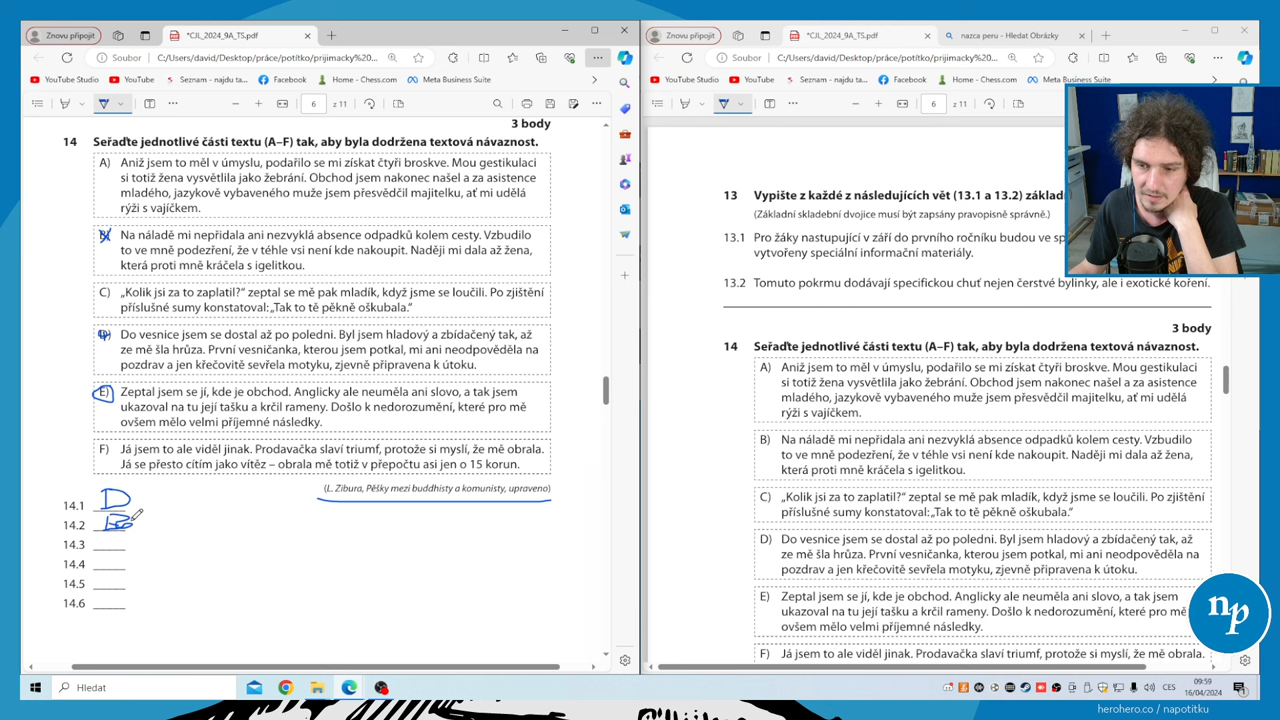 Znovu připojit
*CJL_2024_9A_TS.pdf
Soubor
C:/Users/david/Desktop/práce/potítko/prijimacky%20...
YouTube Studio
YouTube
Seznam - najdu ta...
Facebook
Home - Chess.com
Meta Business Suite
6
z 11
3 body
14 Seřaďte jednotlivé části textu (A–F) tak, aby byla dodržena textová návaznost.
A) Aniž jsem to měl v úmyslu, podařilo se mi získat čtyři broskve. Mou gestikulaci
si totiž žena vysvětlila jako žebrání. Obchod jsem nakonec našel a za asistence
mladého, jazykově vybaveného muže jsem přesvědčil majitelku, ať mi udělá
rýži s vajíčkem.
B) Na náladě mi nepřidala ani nezvyklá absence odpadků kolem cesty. Vzbudilo
to ve mně podezření, že v téhle vsi není kde nakoupit. Naději mi dala až žena,
která proti mně kráčela s igelitkou.
C) „Kolik jsi za to zaplatil?“ zeptal se mě pak mladík, když jsme se loučili. Po zjištění
příslušné sumy konstatoval: „Tak to tě pěkně oškubala.“
D) Do vesnice jsem se dostal až po poledni. Byl jsem hladový a zbídačený tak, až
ze mě šla hrůza. První vesničanka, kterou jsem potkal, mi ani neodpověděla na
pozdrav a jen křečovitě sevřela motyku, zjevně připravena k útoku.
E) Zeptal jsem se jí, kde je obchod. Anglicky ale neuměla ani slovo, a tak jsem
ukazoval na tu její tašku a krčil rameny. Došlo k nedorozumění, které pro mě
ovšem mělo velmi příjemné následky.
F) Já jsem to ale viděl jinak. Prodavačka slaví triumf, protože si myslí, že mě obrala.
Já se přesto cítím jako vítěz – obrala mě totiž v přepočtu asi jen o 15 korun.
(L. Zibura, Pěšky mezi buddhisty a komunisty, upraveno)
14.1 D
14.2 B
14.3
14.4
14.5
14.6
Znovu připojit
*CJL_2024_9A_TS.pdf
nazca peru - Hledat Obrázky
Soubor
C:/Users/david/Desktop/práce/potítko/prijimacky%20...
YouTube Studio
YouTube
Seznam - najdu ta...
Facebook
Home - Chess.com
Meta Business Suite
6
z 11
13 Vypište z každé z následujících vět (13.1 a 13.2) základ
(Základní skladební dvojice musí být zapsány pravopisně správně.)
13.1 Pro žáky nastupující v září do prvního ročníku budou ve sp
vytvořeny speciální informační materiály.
13.2 Tomuto pokrmu dodávají specifickou chuť nejen čerstvé bylinky, ale i exotické koření.
3 body
14 Seřaďte jednotlivé části textu (A–F) tak, aby byla dodržena textová návaznost.
A) Aniž jsem to měl v úmyslu, podařilo se mi získat čtyři broskve. Mou gestikulaci
si totiž žena vysvětlila jako žebrání. Obchod jsem nakonec našel a za asistence
mladého, jazykově vybaveného muže jsem přesvědčil majitelku, ať mi udělá
rýži s vajíčkem.
B) Na náladě mi nepřidala ani nezvyklá absence odpadků kolem cesty. Vzbudilo
to ve mně podezření, že v téhle vsi není kde nakoupit. Naději mi dala až žena,
která proti mně kráčela s igelitkou.
C) „Kolik jsi za to zaplatil?“ zeptal se mě pak mladík, když jsme se loučili. Po zjištění
příslušné sumy konstatoval: „Tak to tě pěkně oškubala.“
D) Do vesnice jsem se dostal až po poledni. Byl jsem hladový a zbídačený tak, až
ze mě šla hrůza. První vesničanka, kterou jsem potkal, mi ani neodpověděla na
pozdrav a jen křečovitě sevřela motyku, zjevně připravena k útoku.
E) Zeptal jsem se jí, kde je obchod. Anglicky ale neuměla ani slovo, a tak jsem
ukazoval na tu její tašku a krčil rameny. Došlo k nedorozumění, které pro mě
ovšem mělo velmi příjemné následky.
F) Já jsem to ale viděl jinak. Prodavačka slaví triumf, protože si myslí, že mě obrala.
np
Hledat
CES
09:59
16/04/2024
herohero.co / napotitku